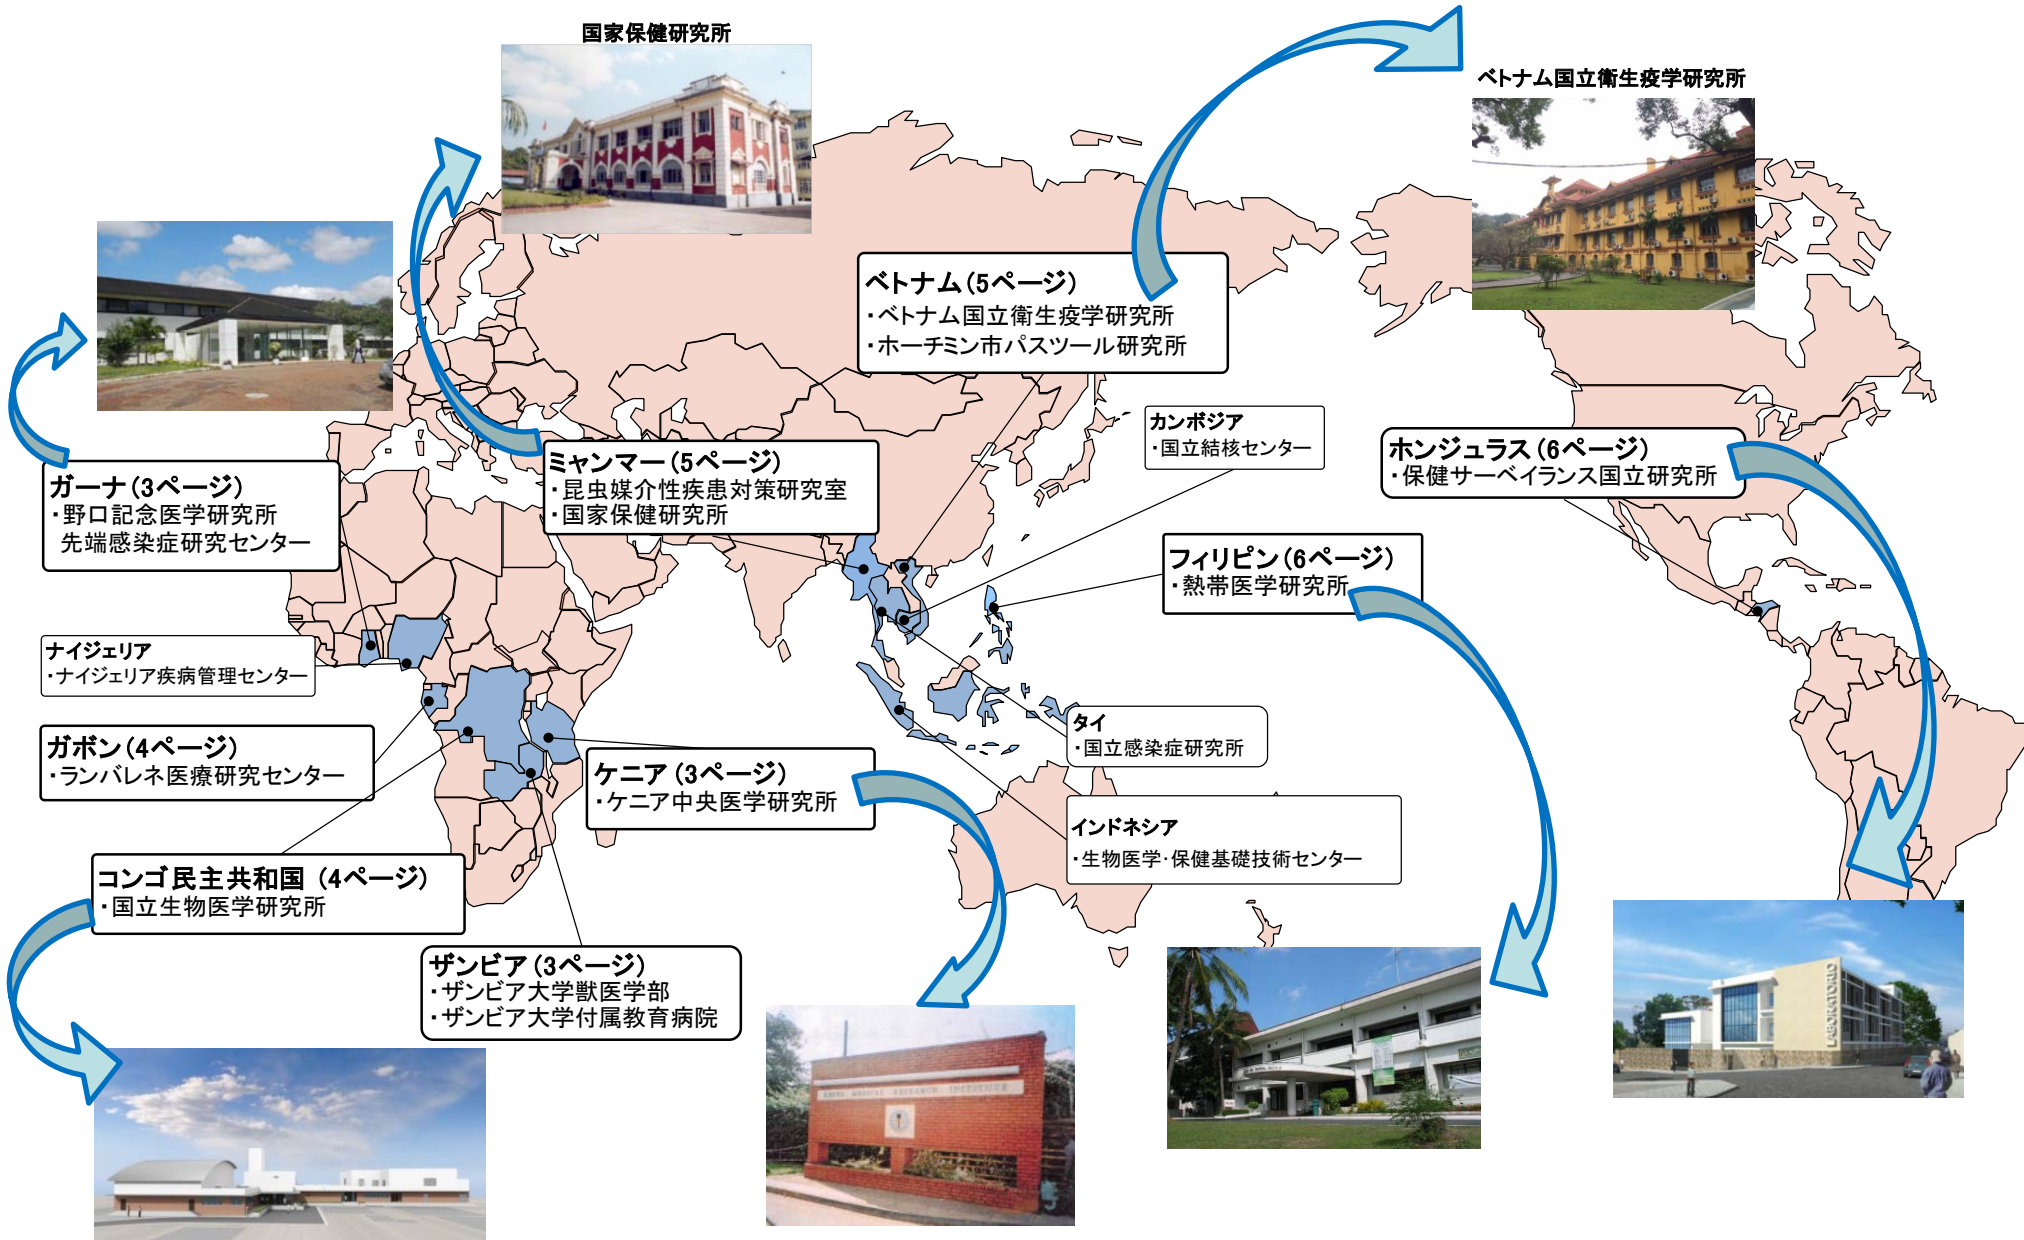 国家保健研究所
ベトナム国立衛生疫学研究所
ベトナム(5ページ)
・ベトナム国立衛生疫学研究所
・ホーチミン市パスツール研究所
カンボジア
・国立結核センター
ホンジュラス(6ページ)
・保健サーベイランス国立研究所
ミャンマー(5ページ)
・昆虫媒介性疾患対策研究室
・国家保健研究所
ガーナ(3ページ)
・野口記念医学研究所
先端感染症研究センター
フィリピン(6ページ)
・熱帯医学研究所
ナイジェリア
・ナイジェリア疾病管理センター
タイ
・国立感染症研究所
ガボン(4ページ)
・ランバレネ医療研究センター
ケニア(3ページ)
・ケニア中央医学研究所
インドネシア
・生物医学・保健基礎技術センター
コンゴ民主共和国 (4ページ)
・国立生物医学研究所
ザンビア(3ページ)
・ザンビア大学獣医学部
・ザンビア大学付属教育病院
LABORATORIO